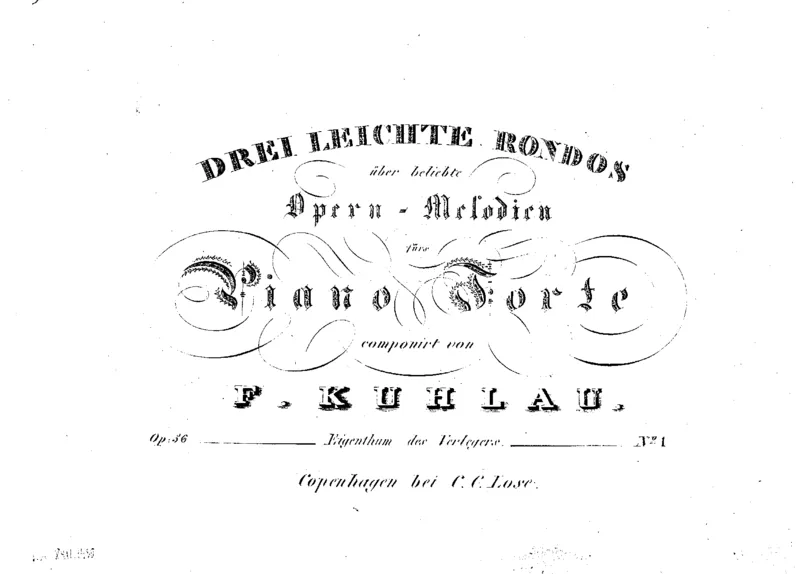 DREI LEICHTE RONDOS
über beliebte
Opern - Melodien
fürs
Piano Forte
componirt von
F. KUHLAU.
Op: 56 Eigenthum des Verlegers. No 1
Copenhagen bei C. C. Lose.